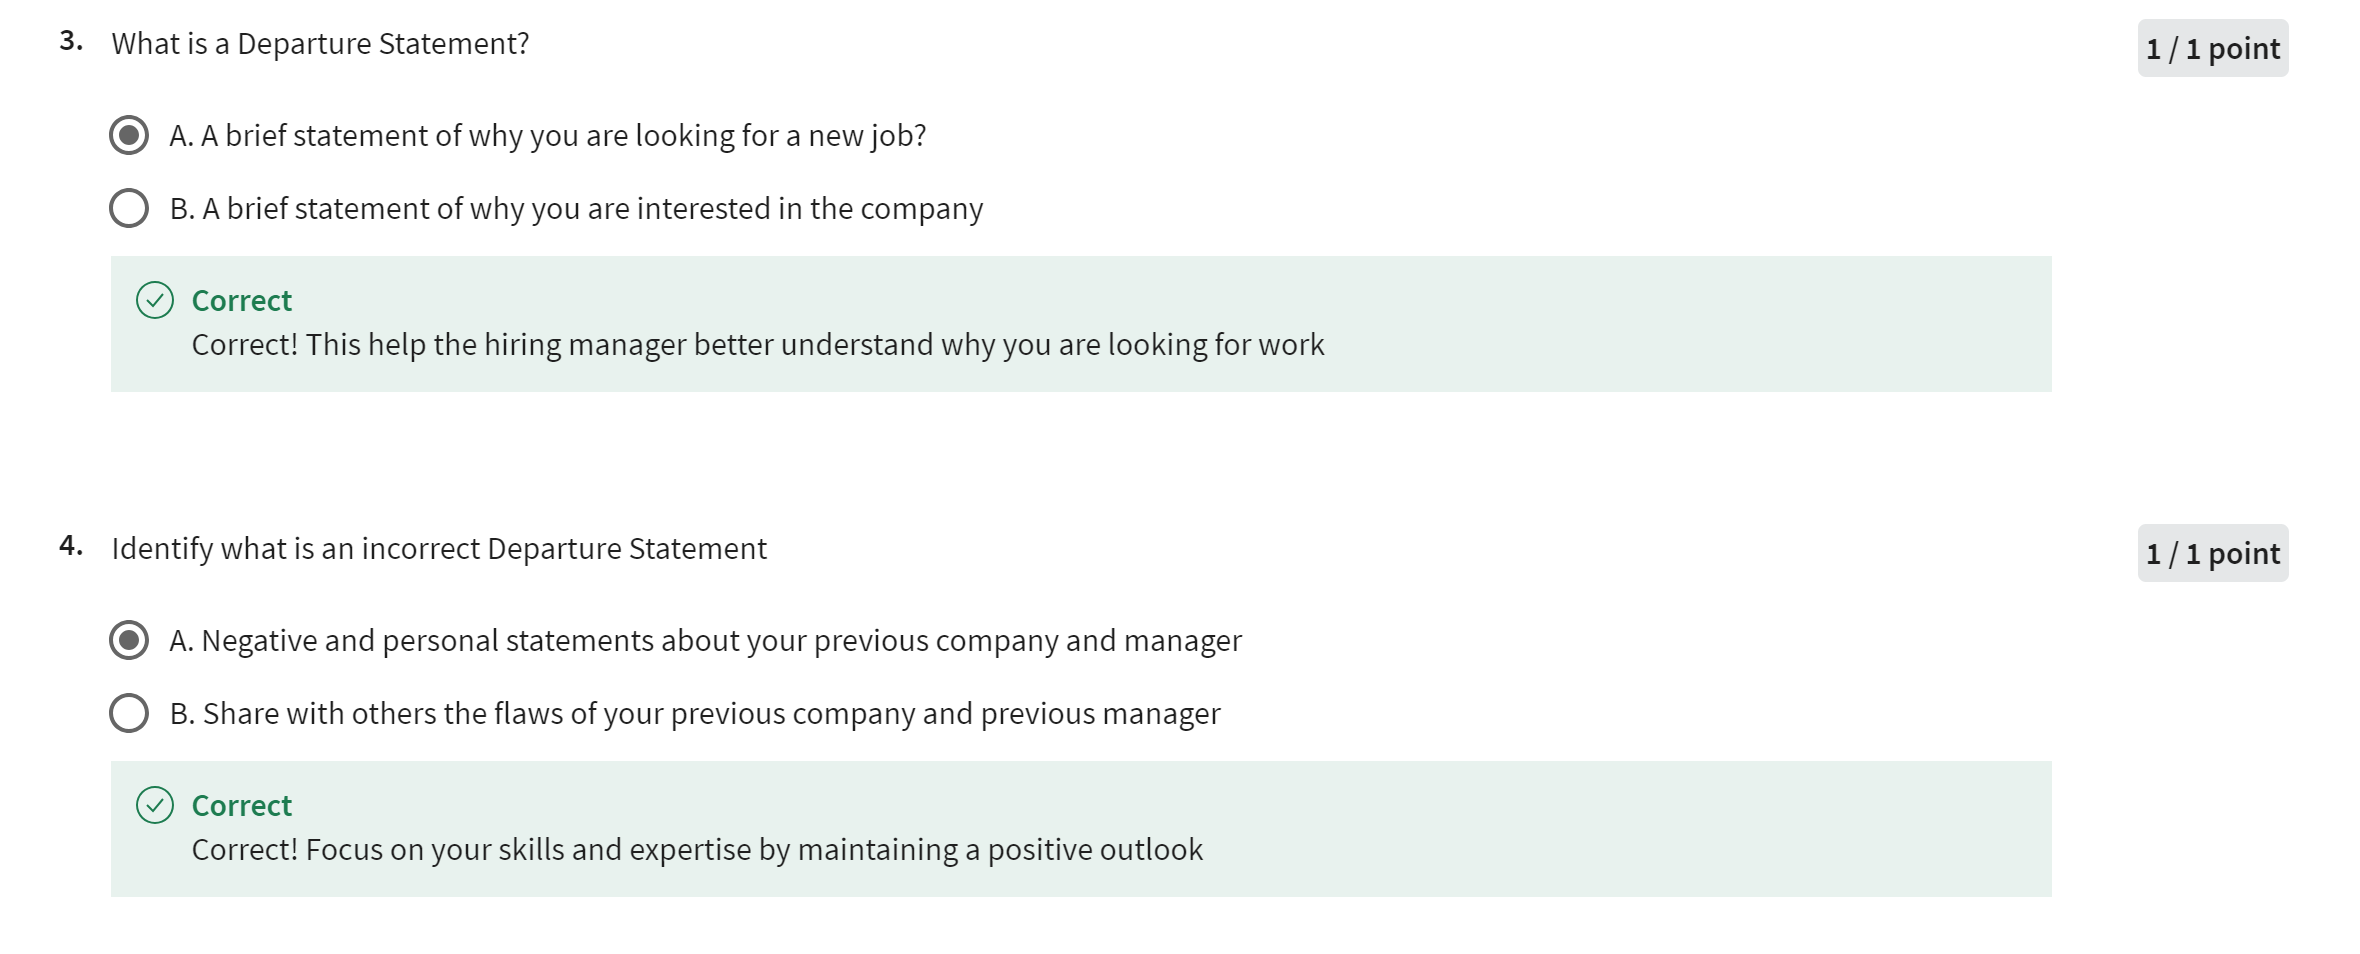 3. What is a Departure Statement?
1 / 1 point
A. A brief statement of why you are looking for a new job?
B. A brief statement of why you are interested in the company
Correct
Correct! This help the hiring manager better understand why you are looking for work
4. Identify what is an incorrect Departure Statement
1 / 1 point
A. Negative and personal statements about your previous company and manager
B. Share with others the flaws of your previous company and previous manager
Correct
Correct! Focus on your skills and expertise by maintaining a positive outlook